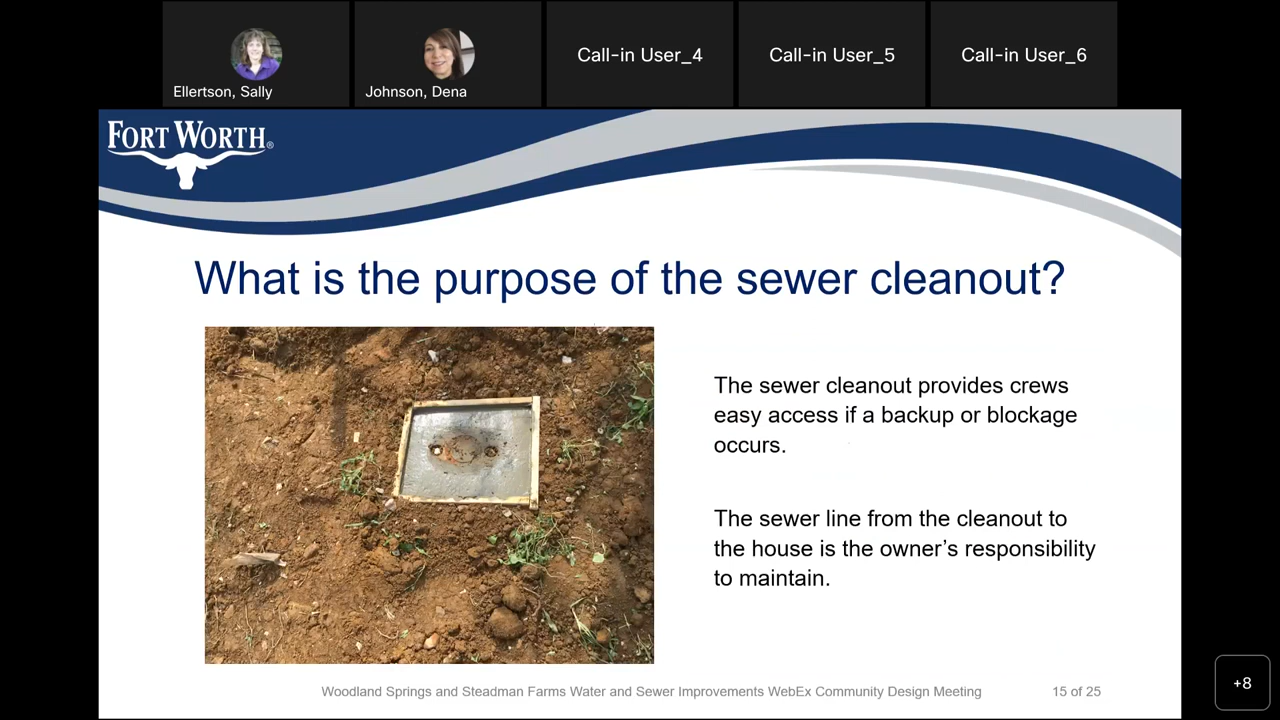 Ellertson, Sally
Johnson, Dena
Call-in User_4
Call-in User_5
Call-in User_6
FORT WORTH®
What is the purpose of the sewer cleanout?
The sewer cleanout provides crews
easy access if a backup or blockage
occurs.
The sewer line from the cleanout to
the house is the owner’s responsibility
to maintain.
Woodland Springs and Steadman Farms Water and Sewer Improvements WebEx Community Design Meeting
15 of 25
+8